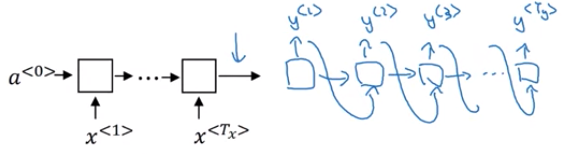 y<1> y<2> y<3> y<Ty>
a<0> ... ...
x<1> x<Tx>